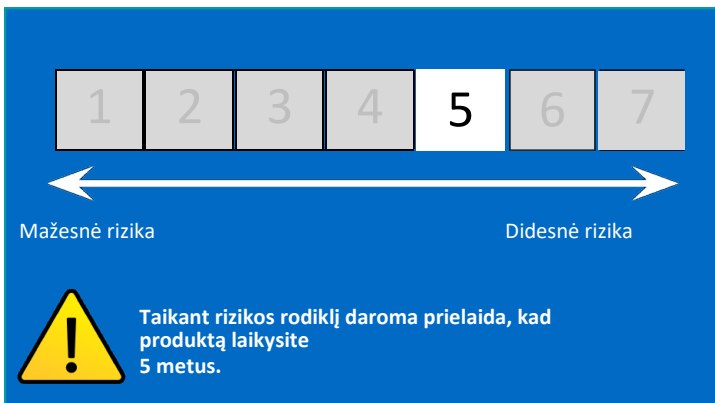 1 2 3 4 5 6 7
Mažesnė rizika Didesnė rizika
Taikant rizikos rodiklį daroma prielaida, kad
produktą laikysite
5 metus.